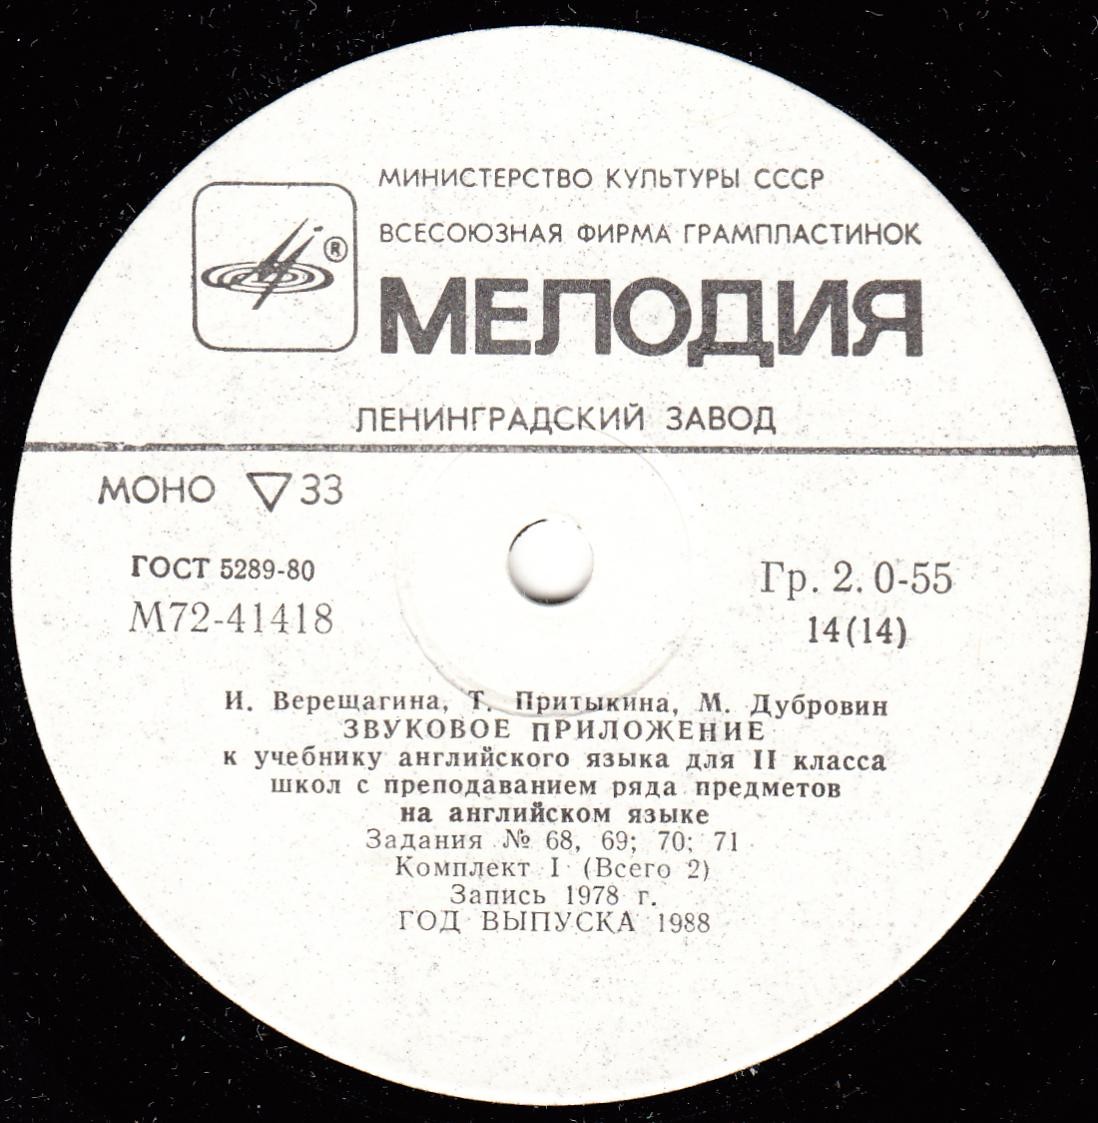 МИНИСТЕРСТВО КУЛЬТУРЫ СССР
ВСЕСОЮЗНАЯ ФИРМА ГРАМПЛАСТИНОК
®
МЕЛОДИЯ
ЛЕНИНГРАДСКИЙ ЗАВОД
МОНО ▽ 33
ГОСТ 5289-80
М72-41418
Гр. 2. 0-55
14(14)
И. Верещагина, Т. Притыкина, М. Дубровин
ЗВУКОВОЕ ПРИЛОЖЕНИЕ
к учебнику английского языка для II класса
школ с преподаванием ряда предметов
на английском языке
Задания № 68, 69; 70; 71
Комплект I (Всего 2)
Запись 1978 г.
ГОД ВЫПУСКА 1988